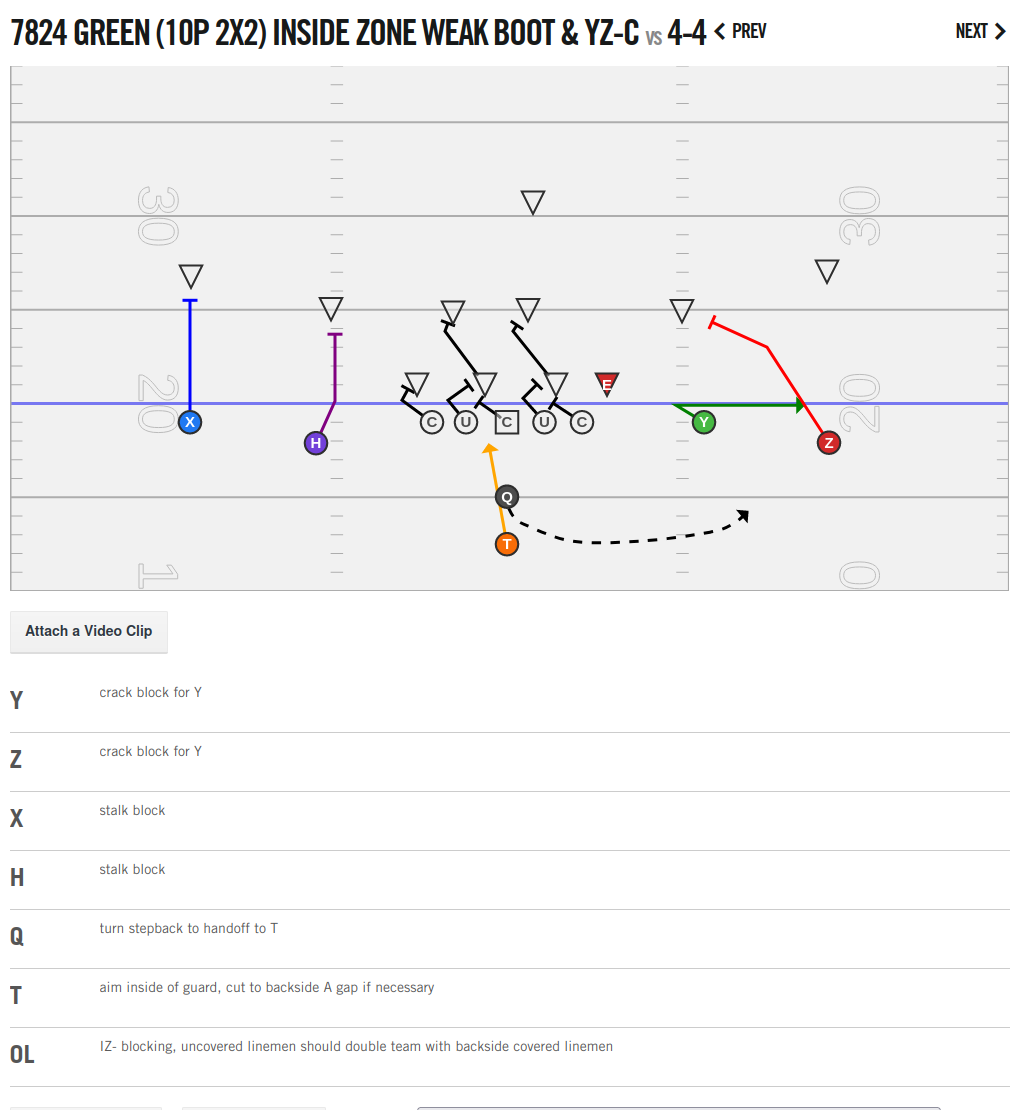 7824 GREEN (10P 2X2) INSIDE ZONE WEAK BOOT & YZ-C vs 4-4 PREV NEXT
30 30
E
20 20
X C U C U C Y
H Z
Q
T
1 0
Attach a Video Clip
Y crack block for Y
Z crack block for Y
X stalk block
H stalk block
Q turn stepback to handoff to T
T aim inside of guard, cut to backside A gap if necessary
OL IZ- blocking, uncovered linemen should double team with backside covered linemen